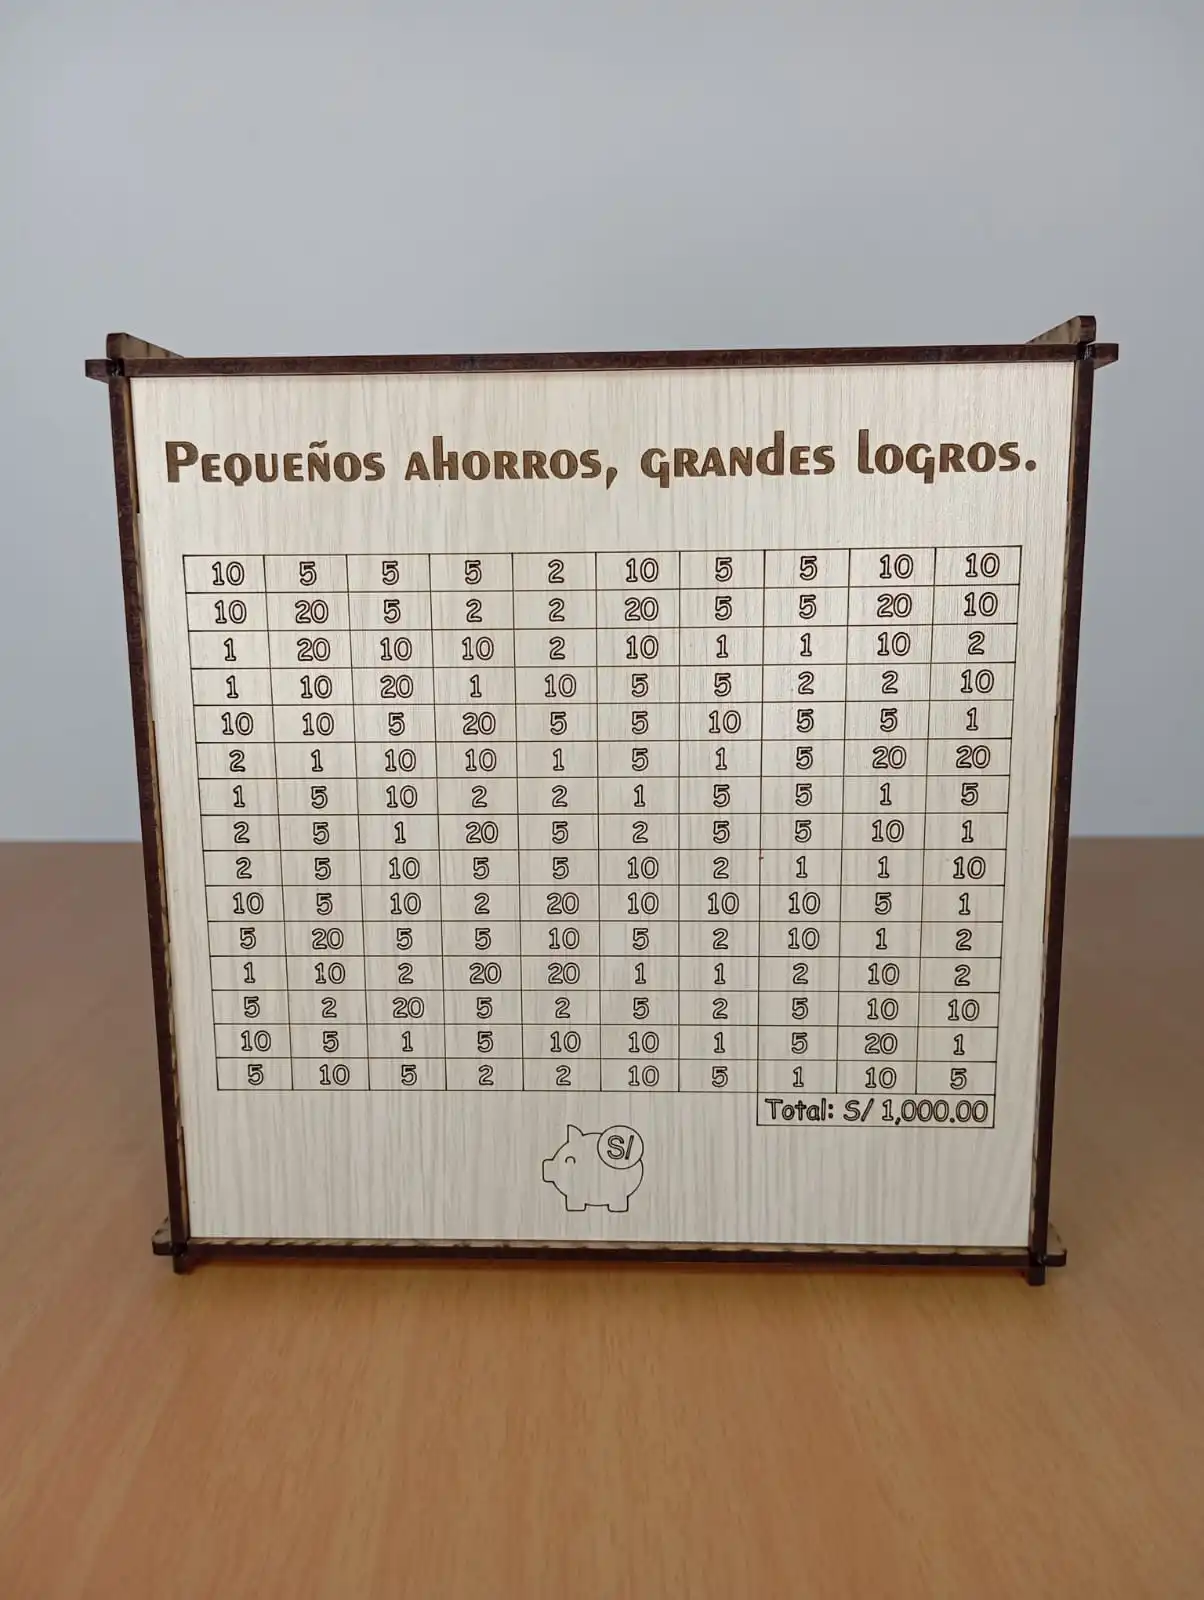 Pequeños ahorros, grandes logros.
10 5 5 5 2 10 5 5 10 10
10 20 5 2 2 20 5 5 20 10
1 20 10 10 2 10 1 1 10 2
1 10 20 1 10 5 5 2 2 10
10 10 5 20 5 5 10 5 5 1
2 1 10 10 1 5 1 5 20 20
1 5 10 2 2 1 5 5 1 5
2 5 1 20 5 2 5 5 10 1
2 5 10 5 5 10 2 1 1 10
10 5 10 2 20 10 10 10 5 1
5 20 5 5 10 5 2 10 1 2
1 10 2 20 20 1 1 2 10 2
5 2 20 5 2 5 2 5 10 10
10 5 1 5 10 10 1 5 20 1
5 10 5 2 2 10 5 1 10 5
Total: S/ 1,000.00
S/